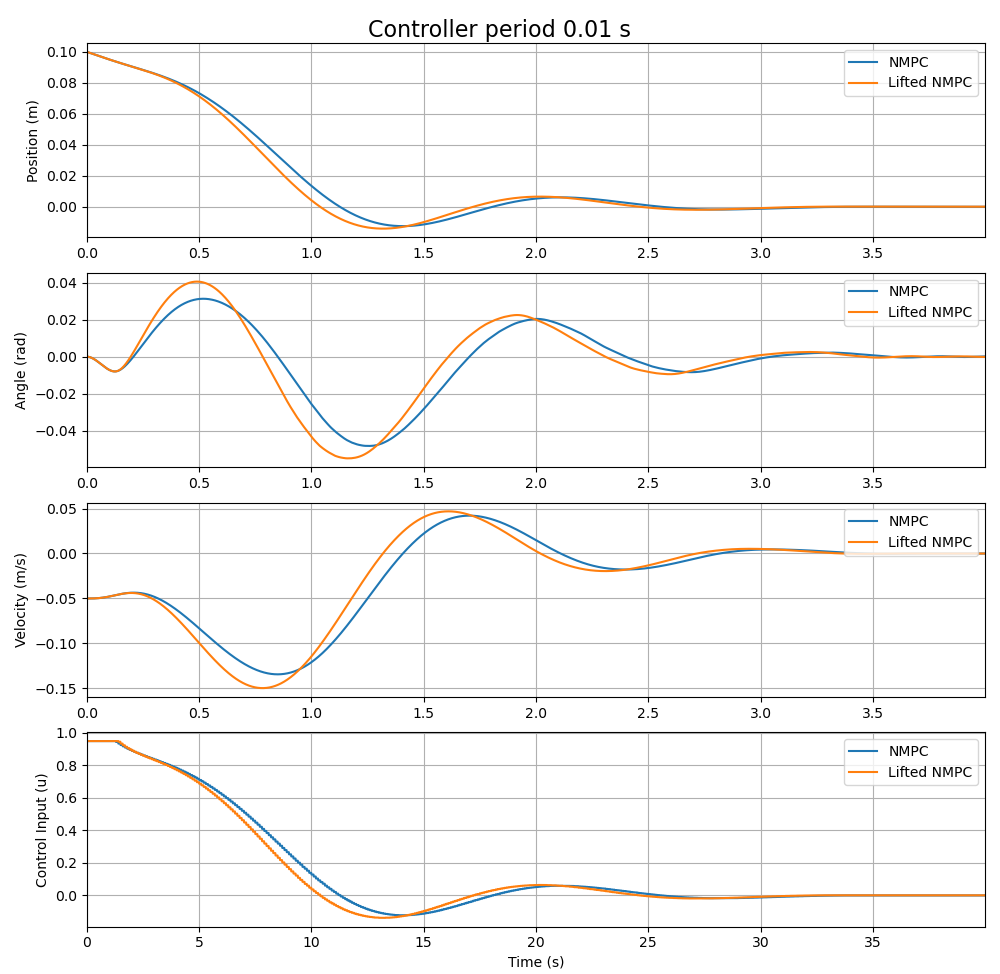 Controller period 0.01 s
Position (m)
0.10
0.08
0.06
0.04
0.02
0.00
NMPC
Lifted NMPC
0.0 0.5 1.0 1.5 2.0 2.5 3.0 3.5
Angle (rad)
0.04
0.02
0.00
−0.02
−0.04
NMPC
Lifted NMPC
0.0 0.5 1.0 1.5 2.0 2.5 3.0 3.5
Velocity (m/s)
0.05
0.00
−0.05
−0.10
−0.15
NMPC
Lifted NMPC
0.0 0.5 1.0 1.5 2.0 2.5 3.0 3.5
Control Input (u)
1.0
0.8
0.6
0.4
0.2
0.0
NMPC
Lifted NMPC
0 5 10 15 20 25 30 35
Time (s)